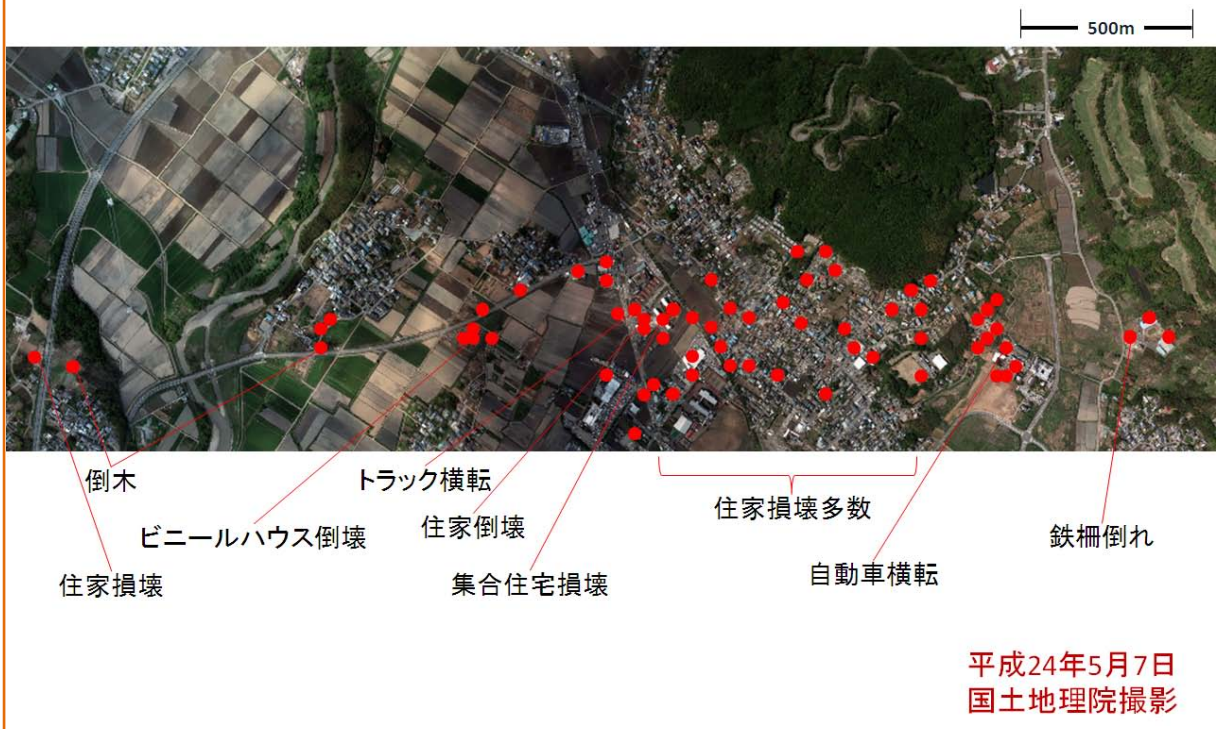 500m
倒木
トラック横転
住家損壊多数
住家倒壊
ビニールハウス倒壊
鉄柵倒れ
自動車横転
住家損壊
集合住宅損壊
平成24年5月7日
国土地理院撮影